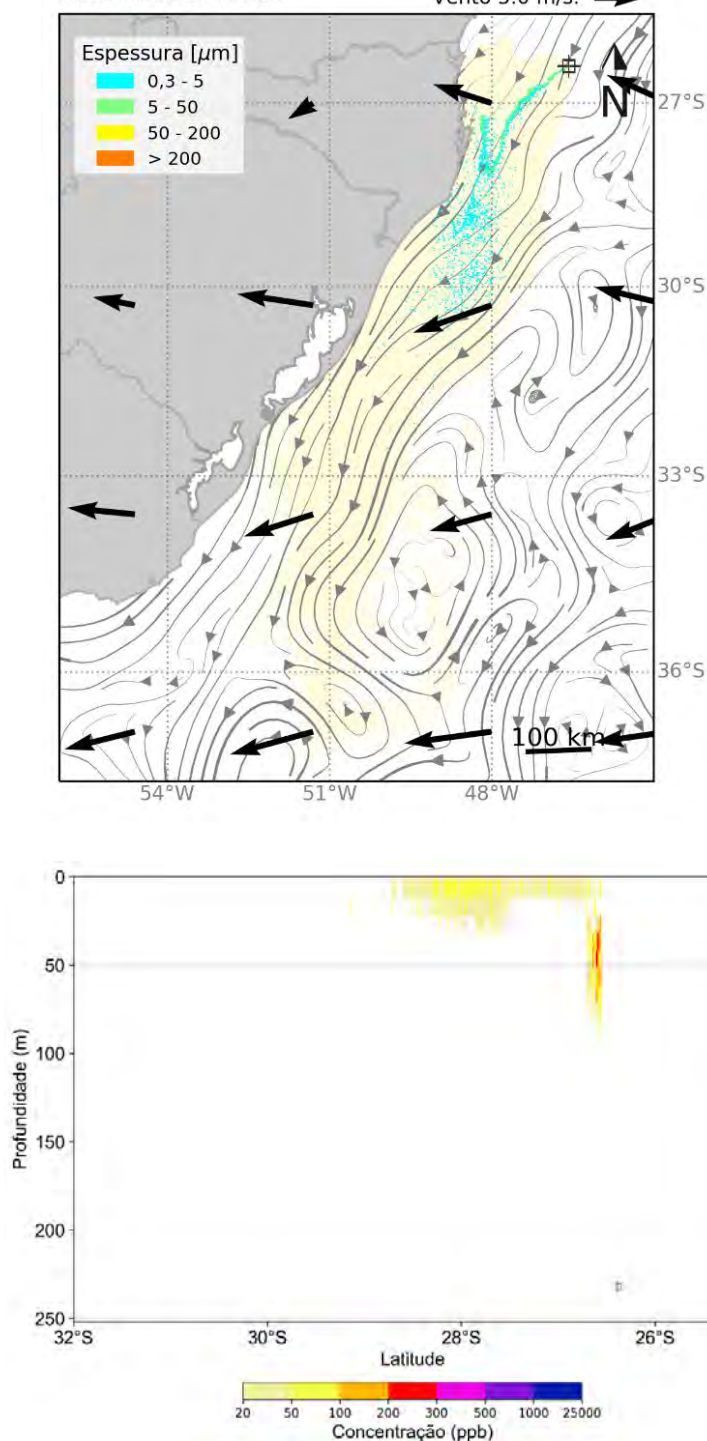 Vento 5.0 m/s:
Espessura [μm]
0,3 - 5
5 - 50
50 - 200
> 200
N
27°S
30°S
33°S
36°S
100 km
54°W 51°W 48°W
0
50
100
150
200
250
Profundidade (m)
32°S 30°S 28°S 26°S
Latitude
20 50 100 200 300 500 1000 25000
Concentração (ppb)